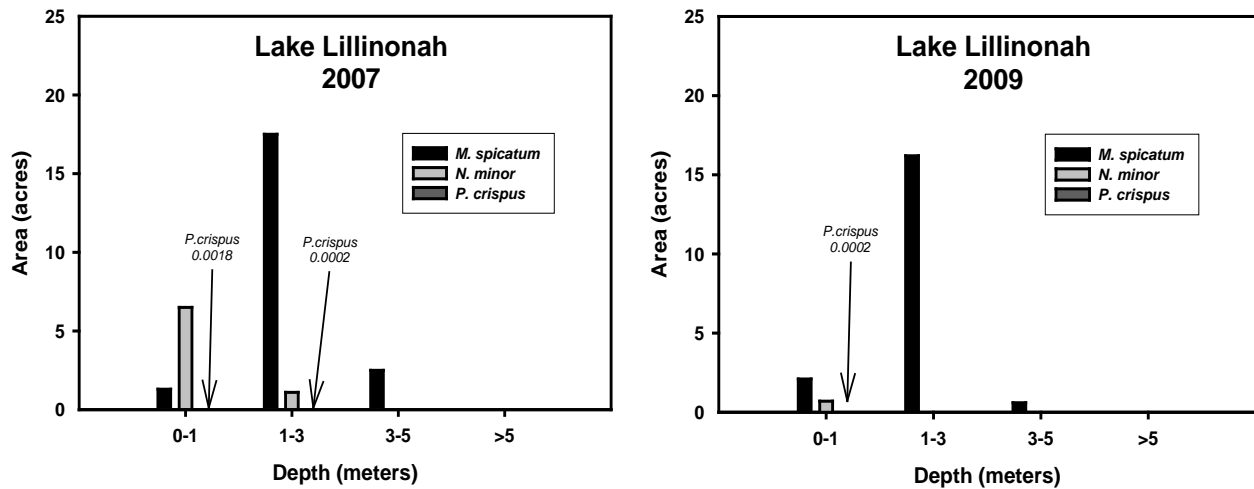 Lake Lillinonah
2007
Area (acres)
25
20
15
10
5
0
M. spicatum
N. minor
P. crispus
P.crispus
0.0018
P.crispus
0.0002
0-1
1-3
3-5
>5
Depth (meters)
Lake Lillinonah
2009
Area (acres)
25
20
15
10
5
0
M. spicatum
N. minor
P. crispus
P.crispus
0.0002
0-1
1-3
3-5
>5
Depth (meters)